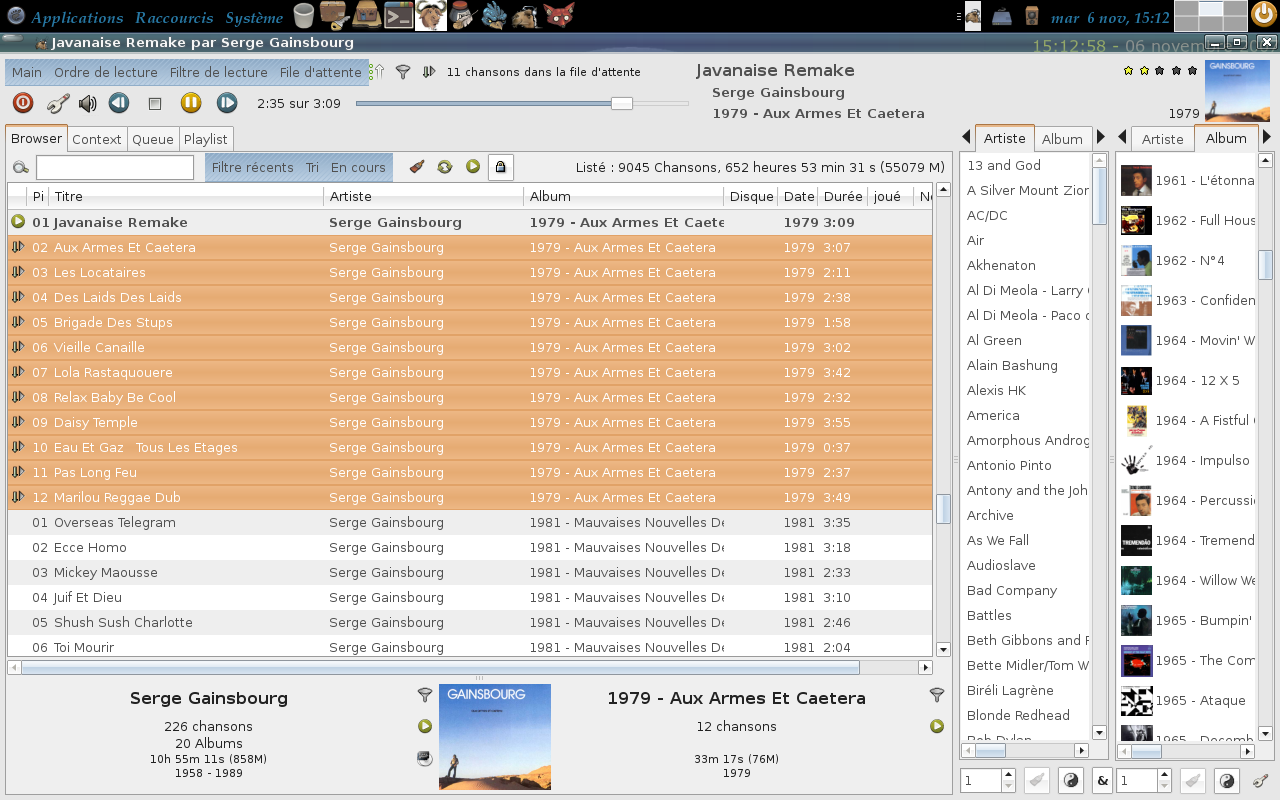 Applications Raccourcis Système
mar 6 nov, 15:12
Javanaise Remake par Serge Gainsbourg
15:12:58 - 06 novem
Main Ordre de lecture Filtre de lecture File d'attente
11 chansons dans la file d'attente
Javanaise Remake
Serge Gainsbourg
1979 - Aux Armes Et Caetera
2:35 sur 3:09
1979
GAINSBOURG
Browser Context Queue Playlist
Filtre récents Tri En cours
Listé : 9045 Chansons, 652 heures 53 min 31 s (55079 M)
Pi Titre Artiste Album Disque Date Durée joué
01 Javanaise Remake Serge Gainsbourg 1979 - Aux Armes Et Caete 1979 3:09
02 Aux Armes Et Caetera Serge Gainsbourg 1979 - Aux Armes Et Caetera 1979 3:07
03 Les Locataires Serge Gainsbourg 1979 - Aux Armes Et Caetera 1979 2:11
04 Des Laids Des Laids Serge Gainsbourg 1979 - Aux Armes Et Caetera 1979 2:38
05 Brigade Des Stups Serge Gainsbourg 1979 - Aux Armes Et Caetera 1979 1:58
06 Vieille Canaille Serge Gainsbourg 1979 - Aux Armes Et Caetera 1979 3:02
07 Lola Rastaquouere Serge Gainsbourg 1979 - Aux Armes Et Caetera 1979 3:42
08 Relax Baby Be Cool Serge Gainsbourg 1979 - Aux Armes Et Caetera 1979 2:32
09 Daisy Temple Serge Gainsbourg 1979 - Aux Armes Et Caetera 1979 3:55
10 Eau Et Gaz Tous Les Etages Serge Gainsbourg 1979 - Aux Armes Et Caetera 1979 0:37
11 Pas Long Feu Serge Gainsbourg 1979 - Aux Armes Et Caetera 1979 2:37
12 Marilou Reggae Dub Serge Gainsbourg 1979 - Aux Armes Et Caetera 1979 3:49
01 Overseas Telegram Serge Gainsbourg 1981 - Mauvaises Nouvelles De 1981 3:35
02 Ecce Homo Serge Gainsbourg 1981 - Mauvaises Nouvelles De 1981 3:18
03 Mickey Maousse Serge Gainsbourg 1981 - Mauvaises Nouvelles De 1981 2:33
04 Juif Et Dieu Serge Gainsbourg 1981 - Mauvaises Nouvelles De 1981 3:10
05 Shush Sush Charlotte Serge Gainsbourg 1981 - Mauvaises Nouvelles De 1981 2:46
06 Toi Mourir Serge Gainsbourg 1981 - Mauvaises Nouvelles De 1981 2:04
Serge Gainsbourg
226 chansons
20 Albums
10h 55m 11s (858M)
1958 - 1989
GAINSBOURG
1979 - Aux Armes Et Caetera
12 chansons
33m 17s (76M)
1979
Artiste Album
13 and God
A Silver Mount Zion
AC/DC
Air
Akhenaton
Al Di Meola - Larry
Al Di Meola - Paco
Al Green
Alain Bashung
Alexis HK
America
Amorphous Androg
Antonio Pinto
Antony and the Joh
Archive
As We Fall
Audioslave
Bad Company
Battles
Beth Gibbons and
Bette Midler/Tom W
Biréli Lagrène
Blonde Redhead
Bob Dylan
1
&
Artiste Album
1961 - L'étonna
1962 - Full Hous
1962 - N°4
1963 - Confiden
1964 - Movin' W
1964 - 12 X 5
1964 - A Fistful
1964 - Impulso
1964 - Percussi
1964 - Tremend
TREMENDÃO
1964 - Willow We
1965 - Bumpin'
1965 - The Com
1965 - Ataque
1965 - Decemb
1